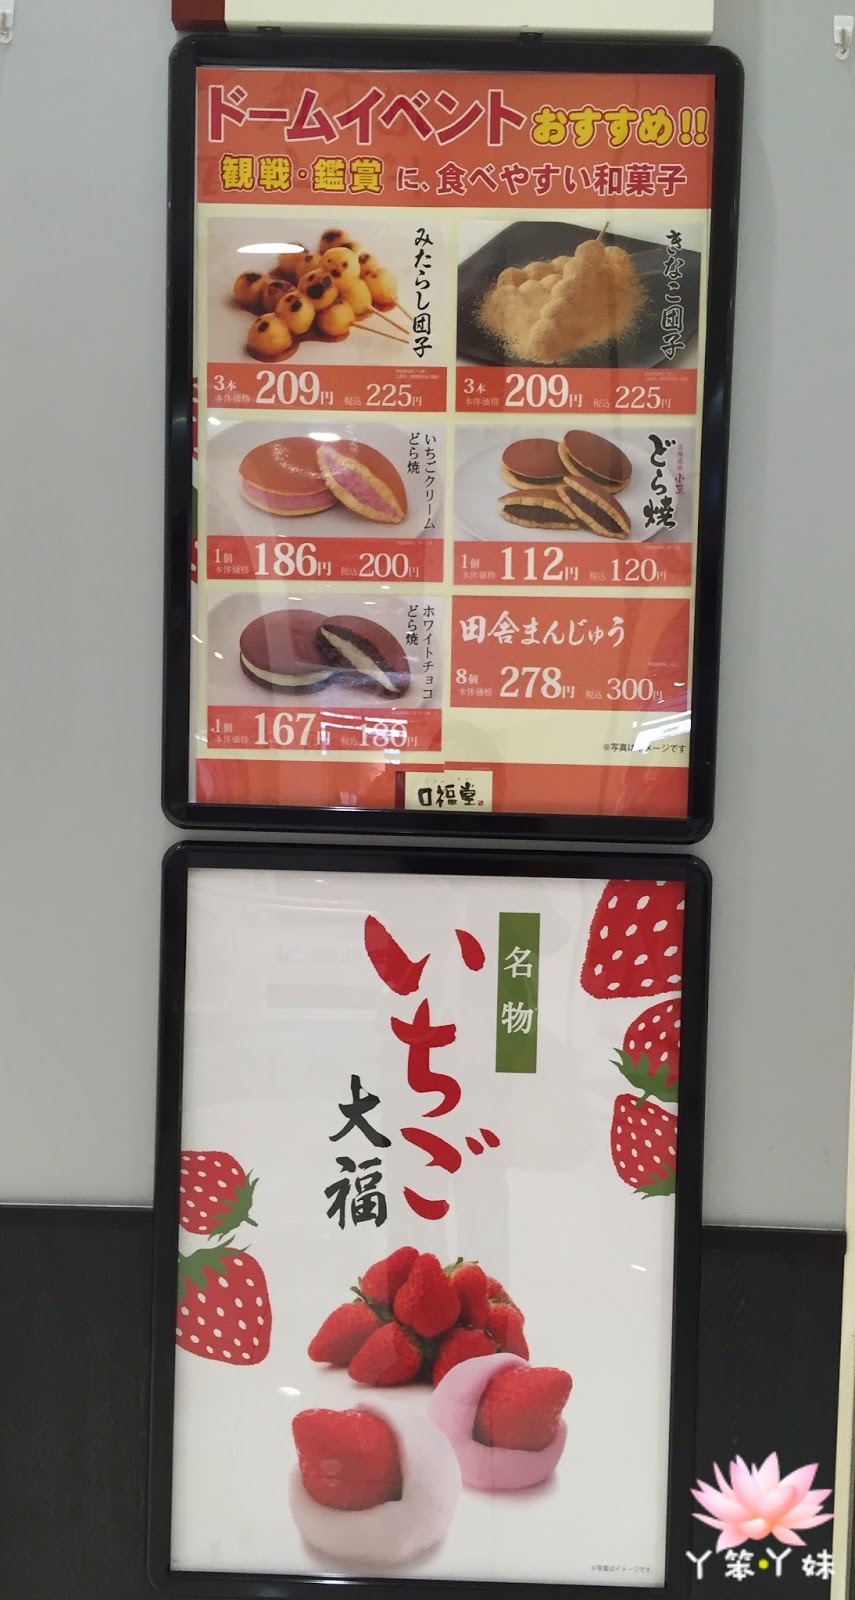 ドームイベントおすすめ!!
観戦・鑑賞に、食べやすい和菓子
みたらし団子
3本
本体価格 209円 税込 225円
きなこ団子
3本
本体価格 209円 税込 225円
いちごクリーム
どら焼
1個
本体価格 186円 税込 200円
小豆
どら焼
1個
本体価格 112円 税込 120円
ホワイトチョコ
どら焼
1個
本体価格 167円 税込 180円
田舎まんじゅう
8個
本体価格 278円 税込 300円
※写真はイメージです
口福堂
名物
いちご
大福
※写真はイメージです。
丫笨•丫妹